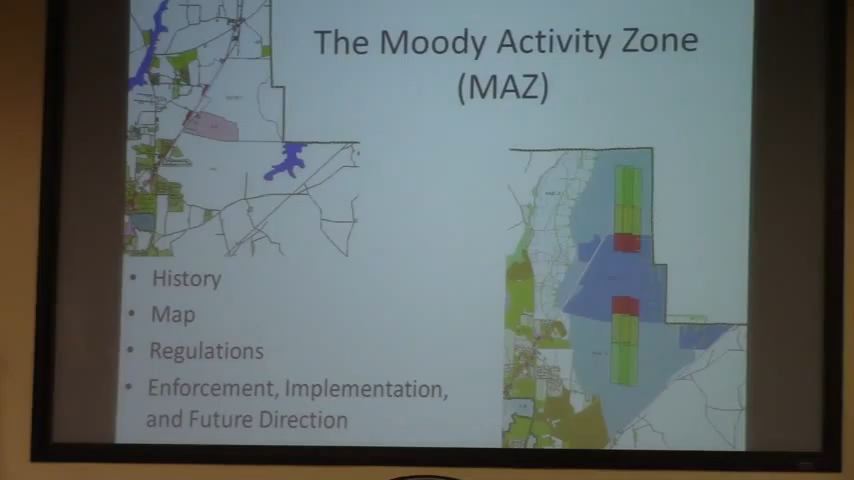 The Moody Activity Zone
(MAZ)
• History
• Map
• Regulations
• Enforcement, Implementation,
and Future Direction